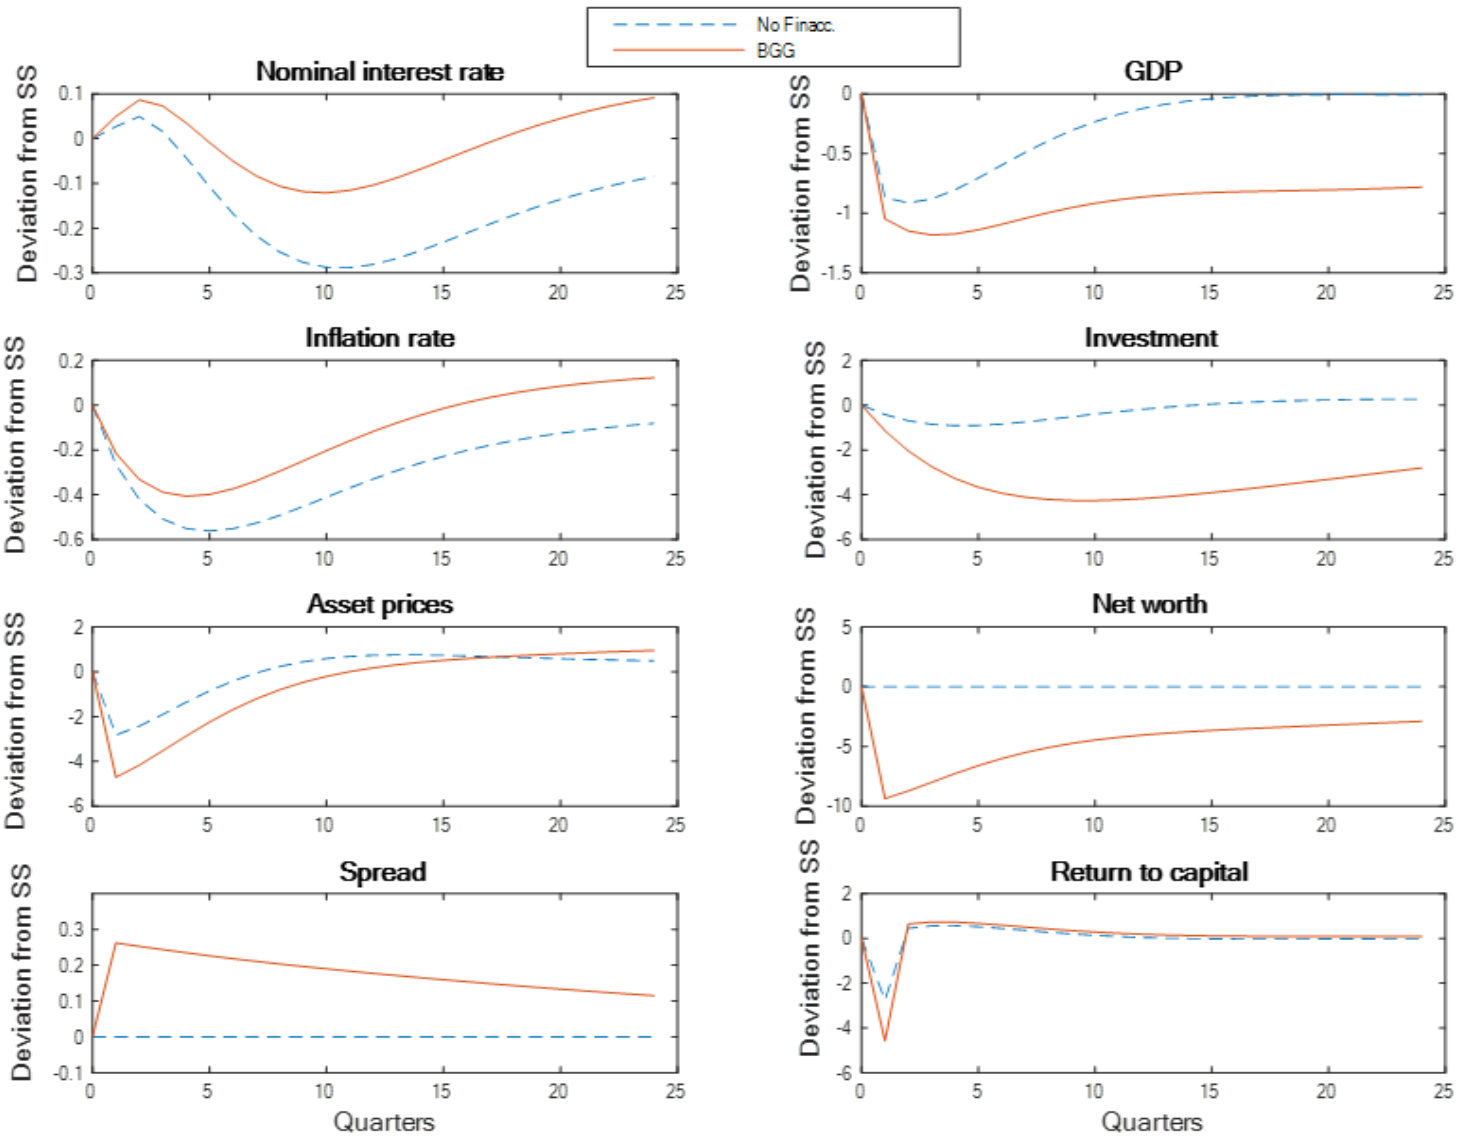 No Finacc.
BGG
Nominal interest rate
Deviation from SS
0.1
0
-0.1
-0.2
-0.3
0 5 10 15 20 25
GDP
Deviation from SS
0
-0.5
-1
-1.5
0 5 10 15 20 25
Inflation rate
Deviation from SS
0.2
0
-0.2
-0.4
-0.6
0 5 10 15 20 25
Investment
Deviation from SS
2
0
-2
-4
-6
0 5 10 15 20 25
Asset prices
Deviation from SS
2
0
-2
-4
-6
0 5 10 15 20 25
Net worth
Deviation from SS
5
0
-5
-10
0 5 10 15 20 25
Spread
Deviation from SS
0.3
0.2
0.1
0
-0.1
0 5 10 15 20 25
Quarters
Return to capital
Deviation from SS
2
0
-2
-4
-6
0 5 10 15 20 25
Quarters